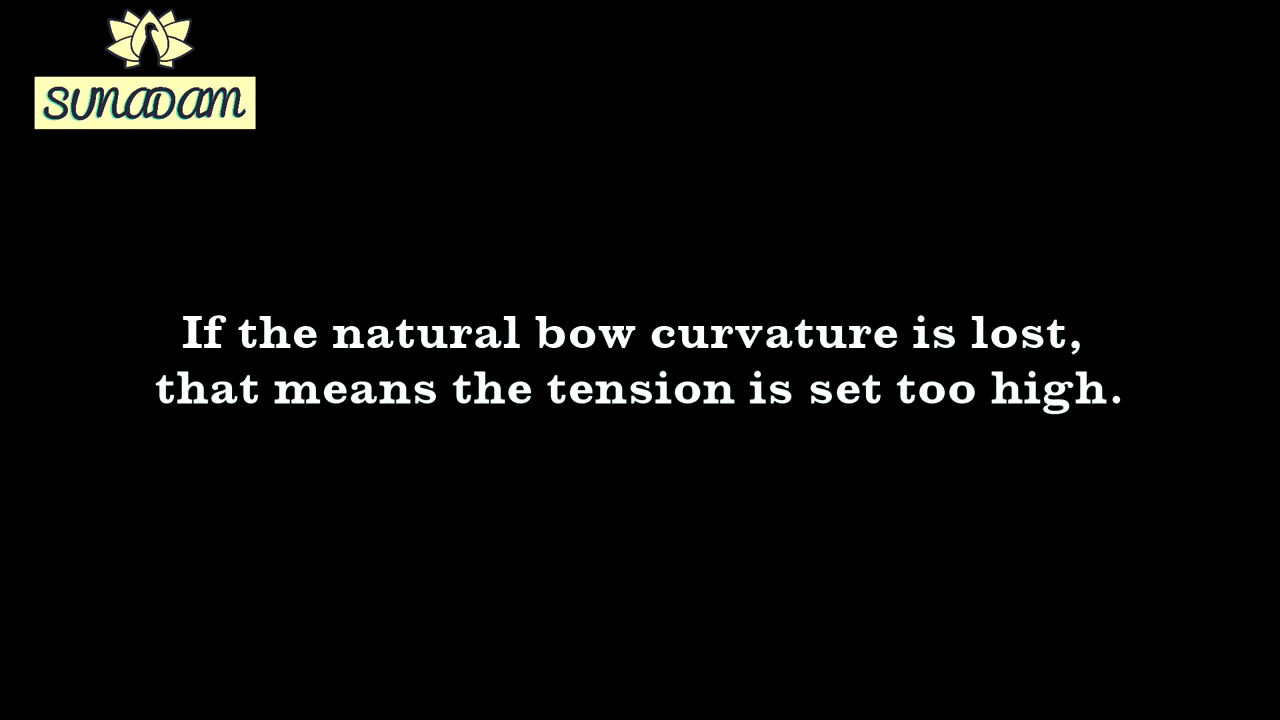 SUNADAM
If the natural bow curvature is lost,
that means the tension is set too high.